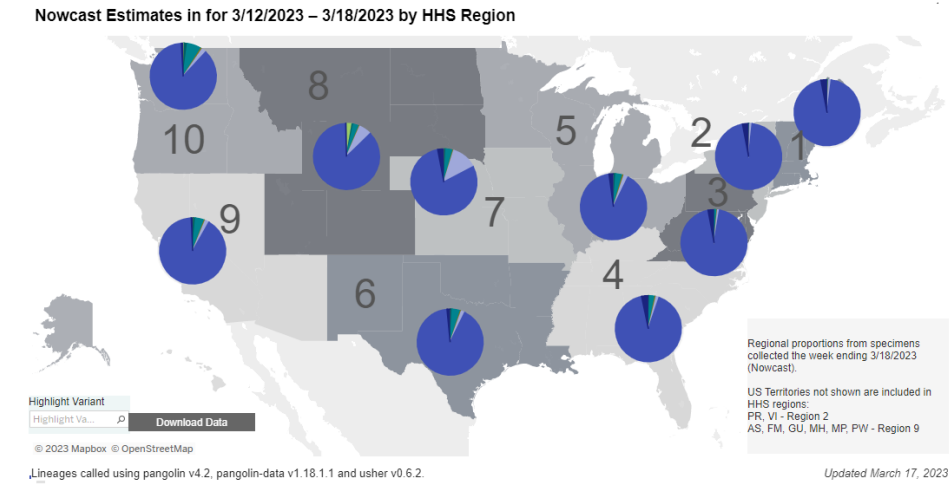 Nowcast Estimates in for 3/12/2023 – 3/18/2023 by HHS Region
8
10
5
2
1
3
9
7
4
6
Regional proportions from specimens
collected the week ending 3/18/2023
(Nowcast).
US Territories not shown are included in
HHS regions:
PR, VI - Region 2
AS, FM, GU, MH, MP, PW - Region 9
Highlight Variant
Highlight Va...
Download Data
© 2023 Mapbox © OpenStreetMap
Lineages called using pangolin v4.2, pangolin-data v1.18.1.1 and usher v0.6.2.
Updated March 17, 2023